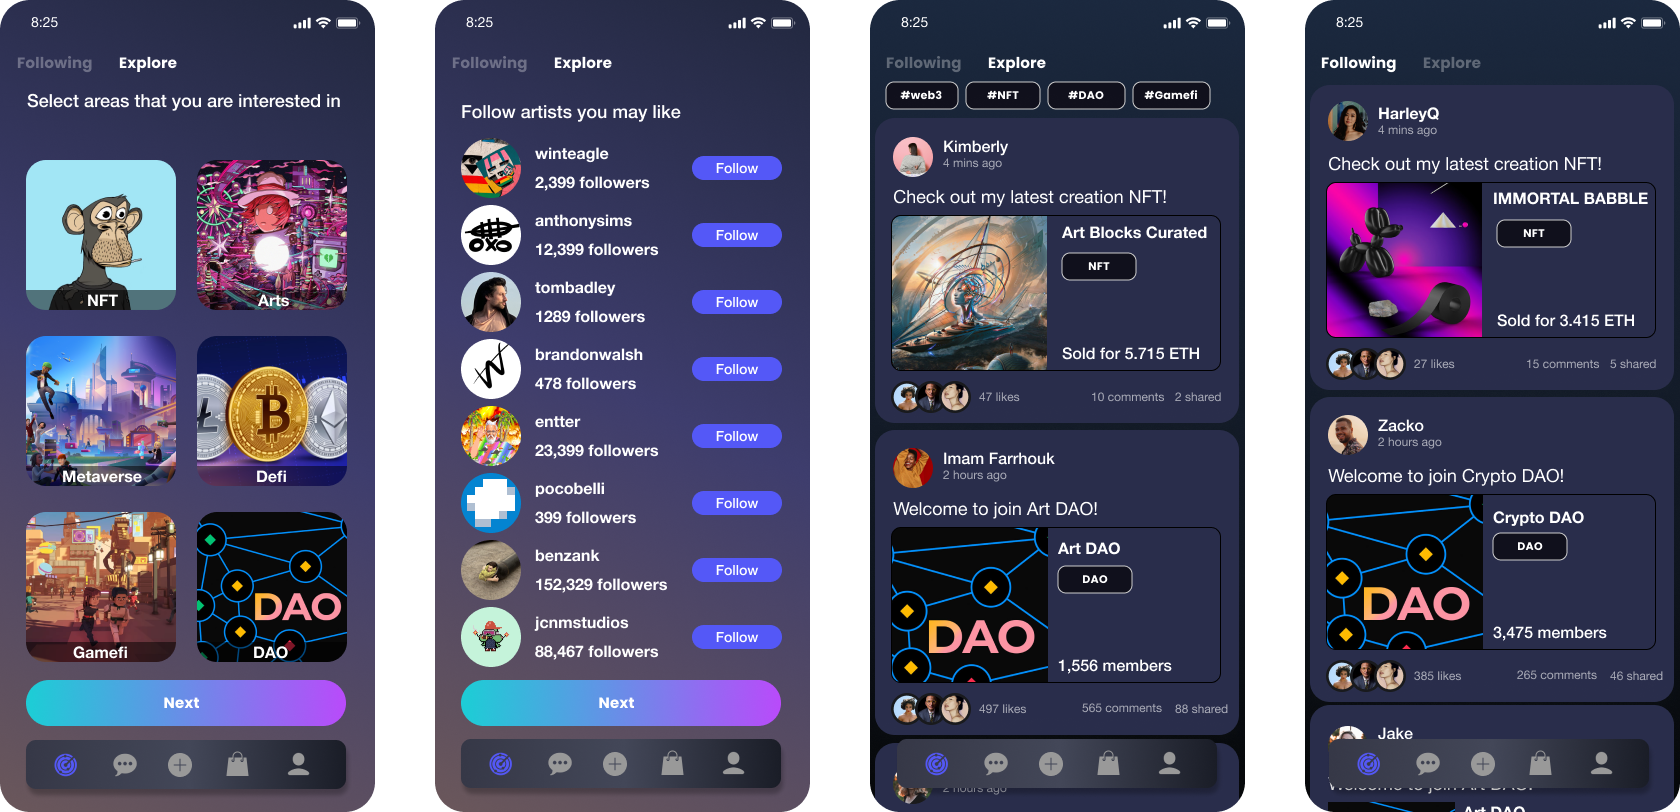 8:25
Following Explore
Select areas that you are interested in
NFT
Arts
Metaverse
Defi
Gamefi
DAO
DAO
Next
8:25
Following Explore
Follow artists you may like
winteagle
2,399 followers
Follow
anthonysims
12,399 followers
Follow
tombadley
1289 followers
Follow
brandonwalsh
478 followers
Follow
entter
23,399 followers
Follow
pocobelli
399 followers
Follow
benzank
152,329 followers
Follow
jcnmstudios
88,467 followers
Follow
Next
8:25
Following Explore
#web3 #NFT #DAO #Gamefi
Kimberly
4 mins ago
Check out my latest creation NFT!
Art Blocks Curated
NFT
Sold for 5.715 ETH
47 likes 10 comments 2 shared
Imam Farrhouk
2 hours ago
Welcome to join Art DAO!
Art DAO
DAO
DAO
1,556 members
497 likes 565 comments 88 shared
2 hours ago
8:25
Following Explore
HarleyQ
4 mins ago
Check out my latest creation NFT!
IMMORTAL BABBLE
NFT
Sold for 3.415 ETH
27 likes 15 comments 5 shared
Zacko
2 hours ago
Welcome to join Crypto DAO!
Crypto DAO
DAO
DAO
3,475 members
385 likes 265 comments 46 shared
Jake
Welcome to join Art DAO!
Art DAO